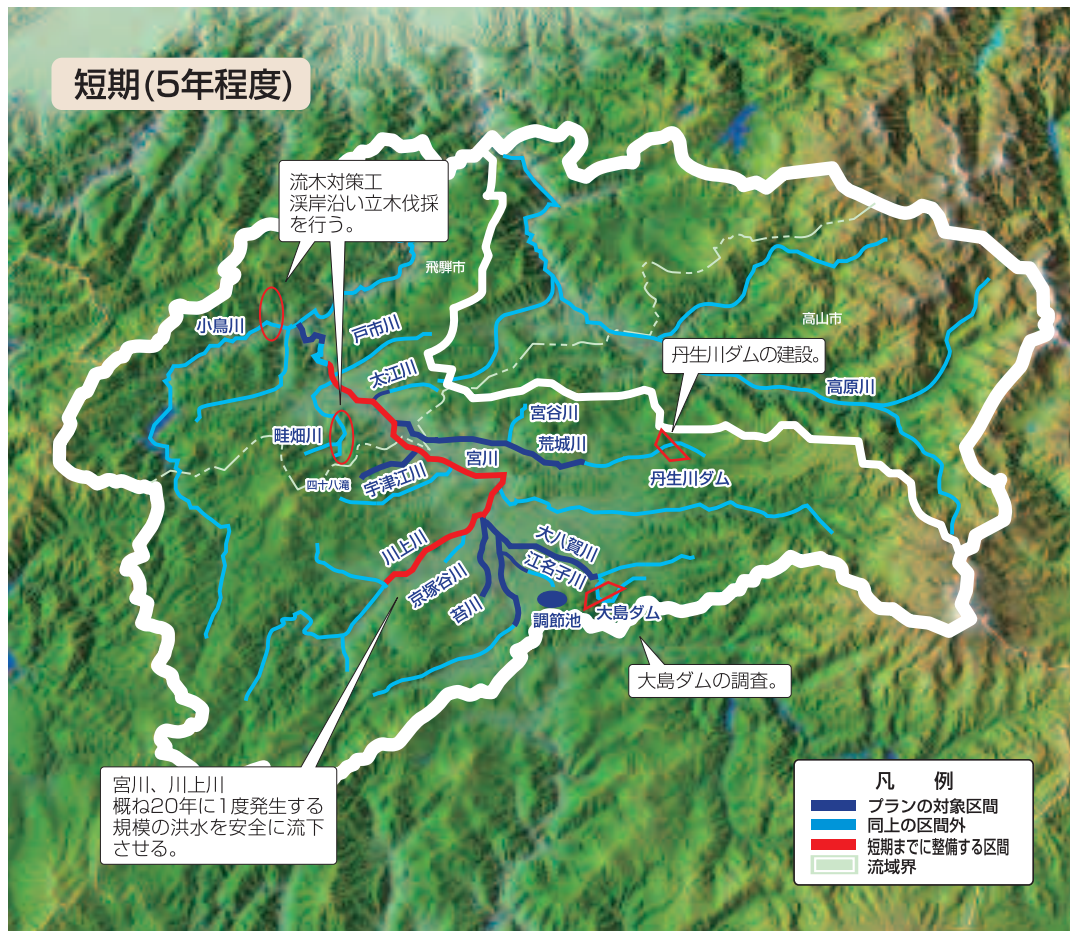 短期(5年程度)
流木対策工
渓岸沿い立木伐採
を行う。
飛騨市
小鳥川
戸市川
高山市
丹生川ダムの建設。
太江川
高原川
宮谷川
畦畑川
荒城川
宮川
四十八滝
宇津江川
丹生川ダム
川上川
大八賀川
江名子川
京塚谷川
苔川
調節池
大島ダム
大島ダムの調査。
宮川、川上川
概ね20年に1度発生する
規模の洪水を安全に流下
させる。
凡 例
プランの対象区間
同上の区間外
短期までに整備する区間
流域界